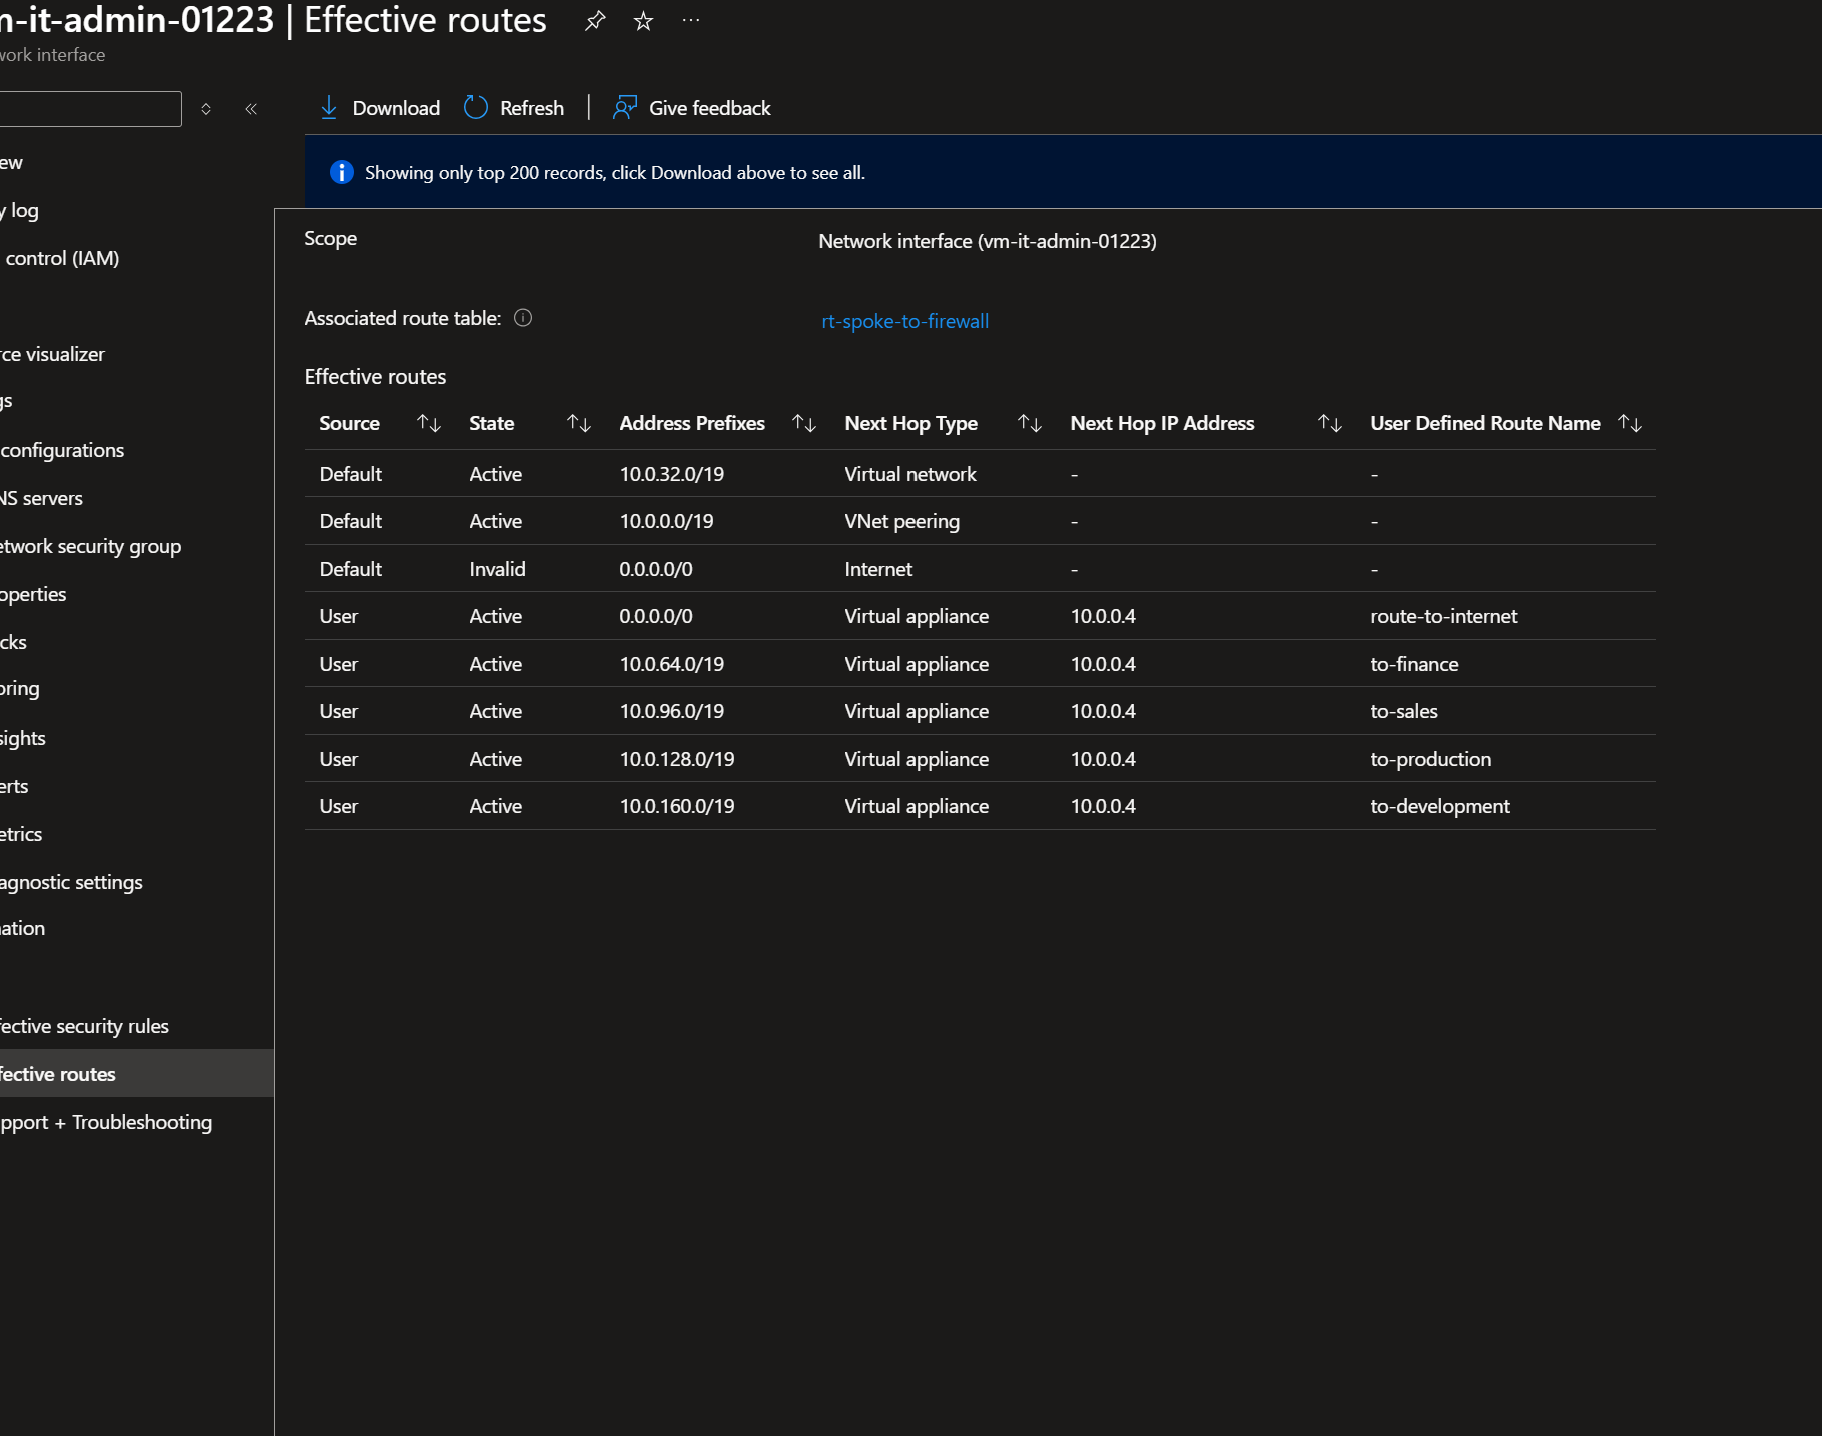 m-it-admin-01223 | Effective routes
work interface
Download Refresh | Give feedback
Showing only top 200 records, click Download above to see all.
ew
y log
control (IAM)
rce visualizer
gs
configurations
NS servers
etwork security group
operties
cks
oring
sights
erts
etrics
agnostic settings
ation
fective security rules
fective routes
pport + Troubleshooting
Scope Network interface (vm-it-admin-01223)
Associated route table: rt-spoke-to-firewall
Effective routes
Source State Address Prefixes Next Hop Type Next Hop IP Address User Defined Route Name
Default Active 10.0.32.0/19 Virtual network - -
Default Active 10.0.0.0/19 VNet peering - -
Default Invalid 0.0.0.0/0 Internet - -
User Active 0.0.0.0/0 Virtual appliance 10.0.0.4 route-to-internet
User Active 10.0.64.0/19 Virtual appliance 10.0.0.4 to-finance
User Active 10.0.96.0/19 Virtual appliance 10.0.0.4 to-sales
User Active 10.0.128.0/19 Virtual appliance 10.0.0.4 to-production
User Active 10.0.160.0/19 Virtual appliance 10.0.0.4 to-development